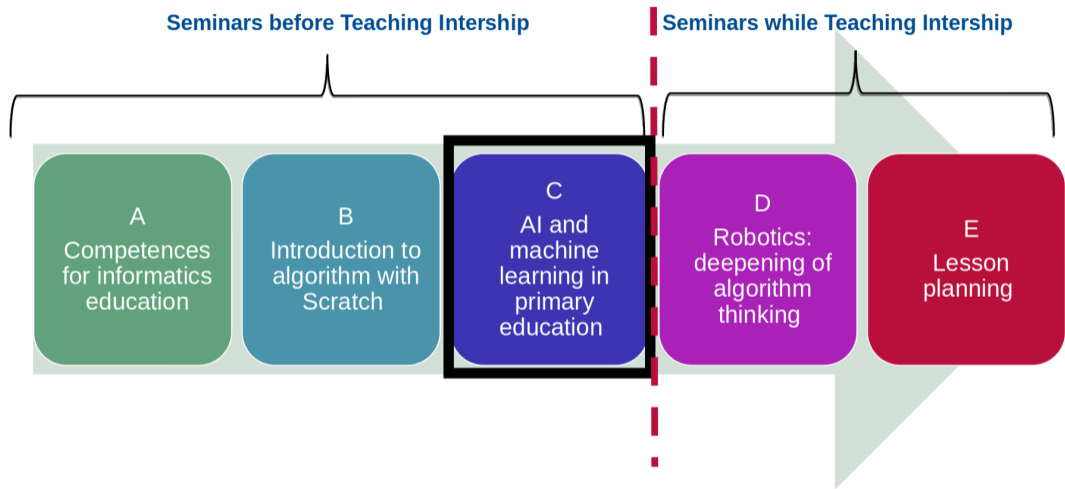 Seminars before Teaching Intership
Seminars while Teaching Intership
A
Competences
for informatics
education
B
Introduction to
algorithm with
Scratch
C
AI and
machine
learning in
primary
education
D
Robotics:
deepening of
algorithm
thinking
E
Lesson
planning